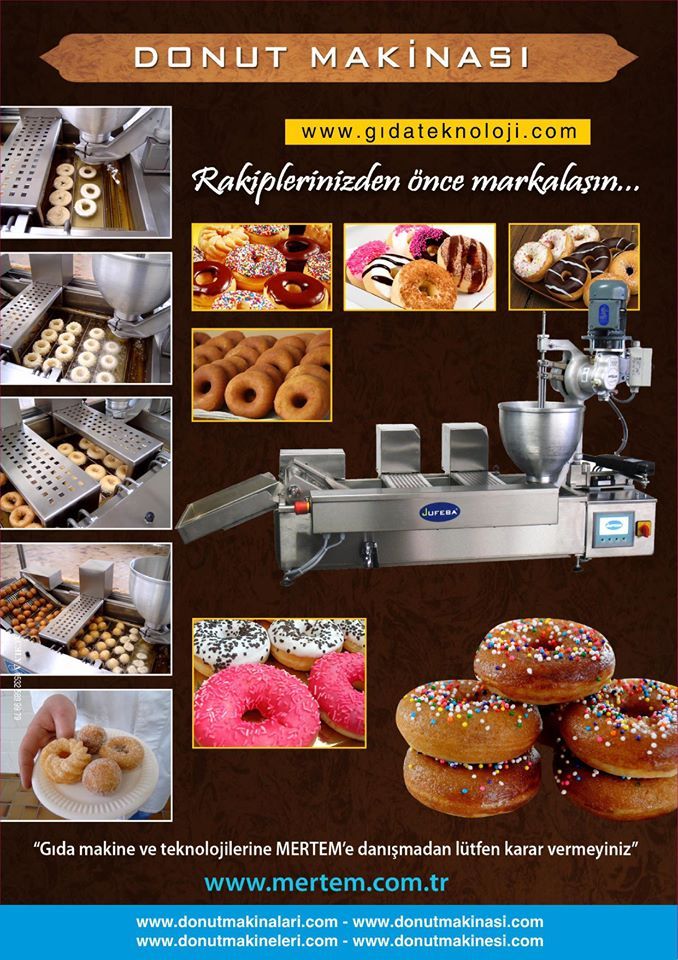 DONUT MAKİNASI
www.gıdateknoloji.com
Rakiplerinizden önce markalaşın...
JUFEBA
“Gıda makine ve teknolojilerine MERTEM’e danışmadan lütfen karar vermeyiniz”
www.mertem.com.tr
www.donutmakinalari.com - www.donutmakinasi.com
www.donutmakineleri.com - www.donutmakinesi.com